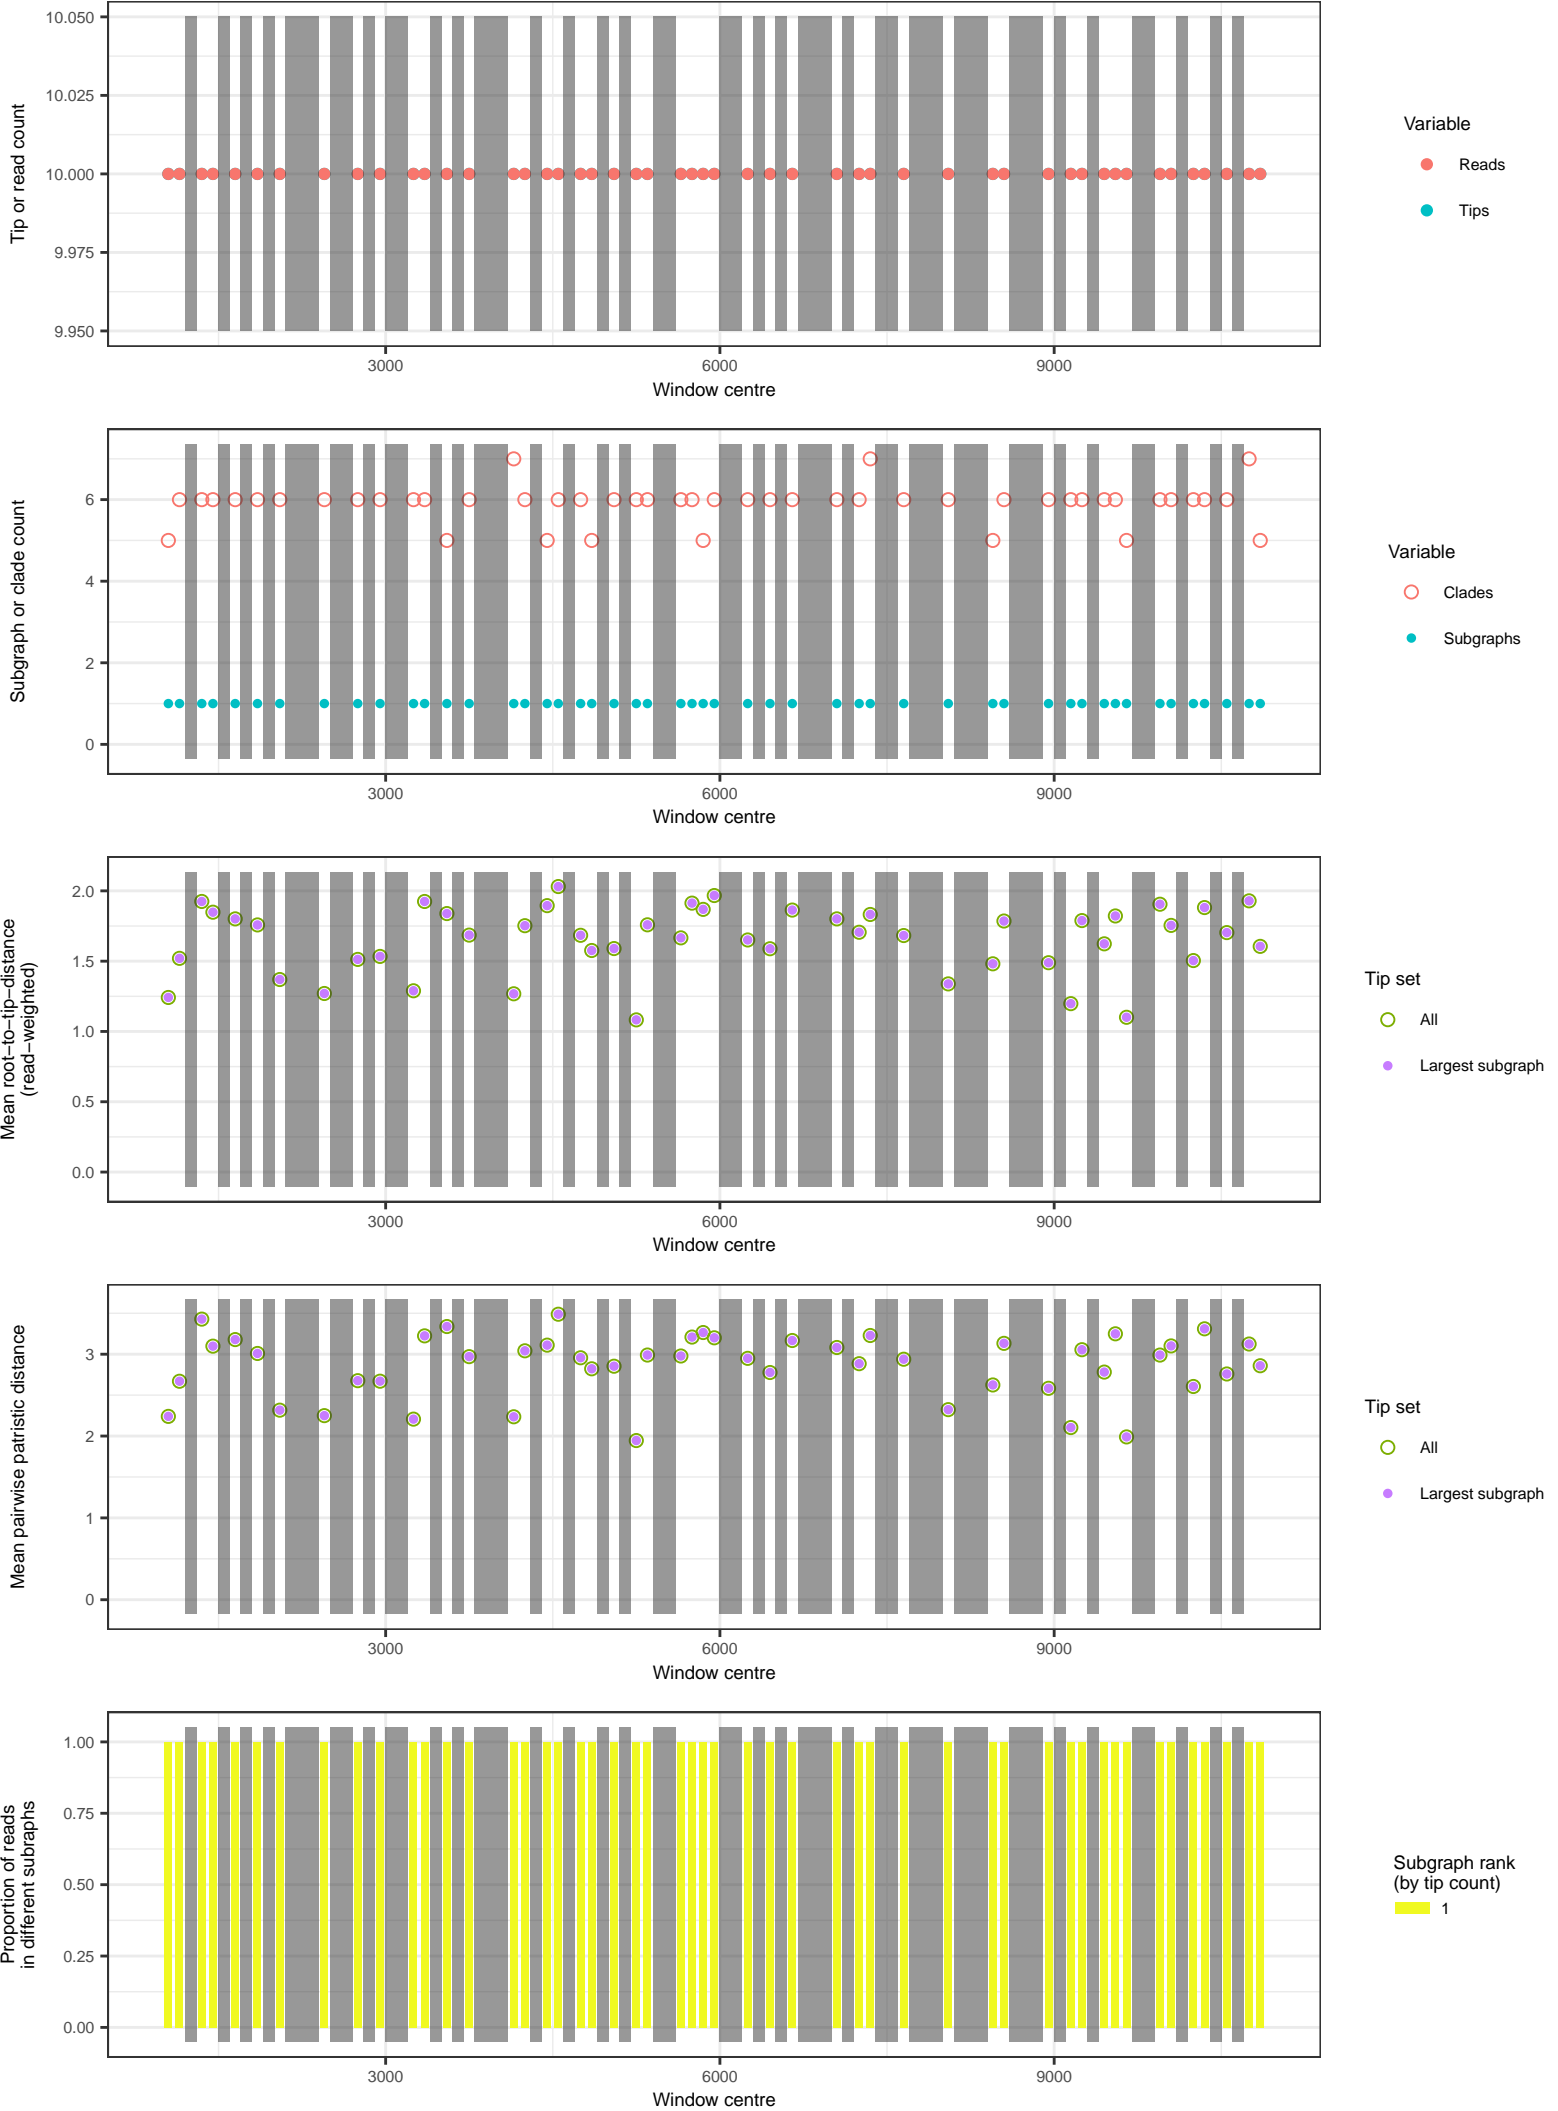 10.050
10.025
10.000
9.975
9.950
Tip or read count
3000
6000
9000
Window centre
Variable
Reads
Tips
6
4
2
0
Subgraph or clade count
3000
6000
9000
Window centre
Variable
Clades
Subgraphs
2.0
1.5
1.0
0.5
0.0
Mean root−to−tip−distance
(read−weighted)
3000
6000
9000
Window centre
Tip set
All
Largest subgraph
3
2
1
0
Mean pairwise patristic distance
3000
6000
9000
Window centre
Tip set
All
Largest subgraph
1.00
0.75
0.50
0.25
0.00
Proportion of reads
in different subraphs
3000
6000
9000
Window centre
Subgraph rank
(by tip count)
1